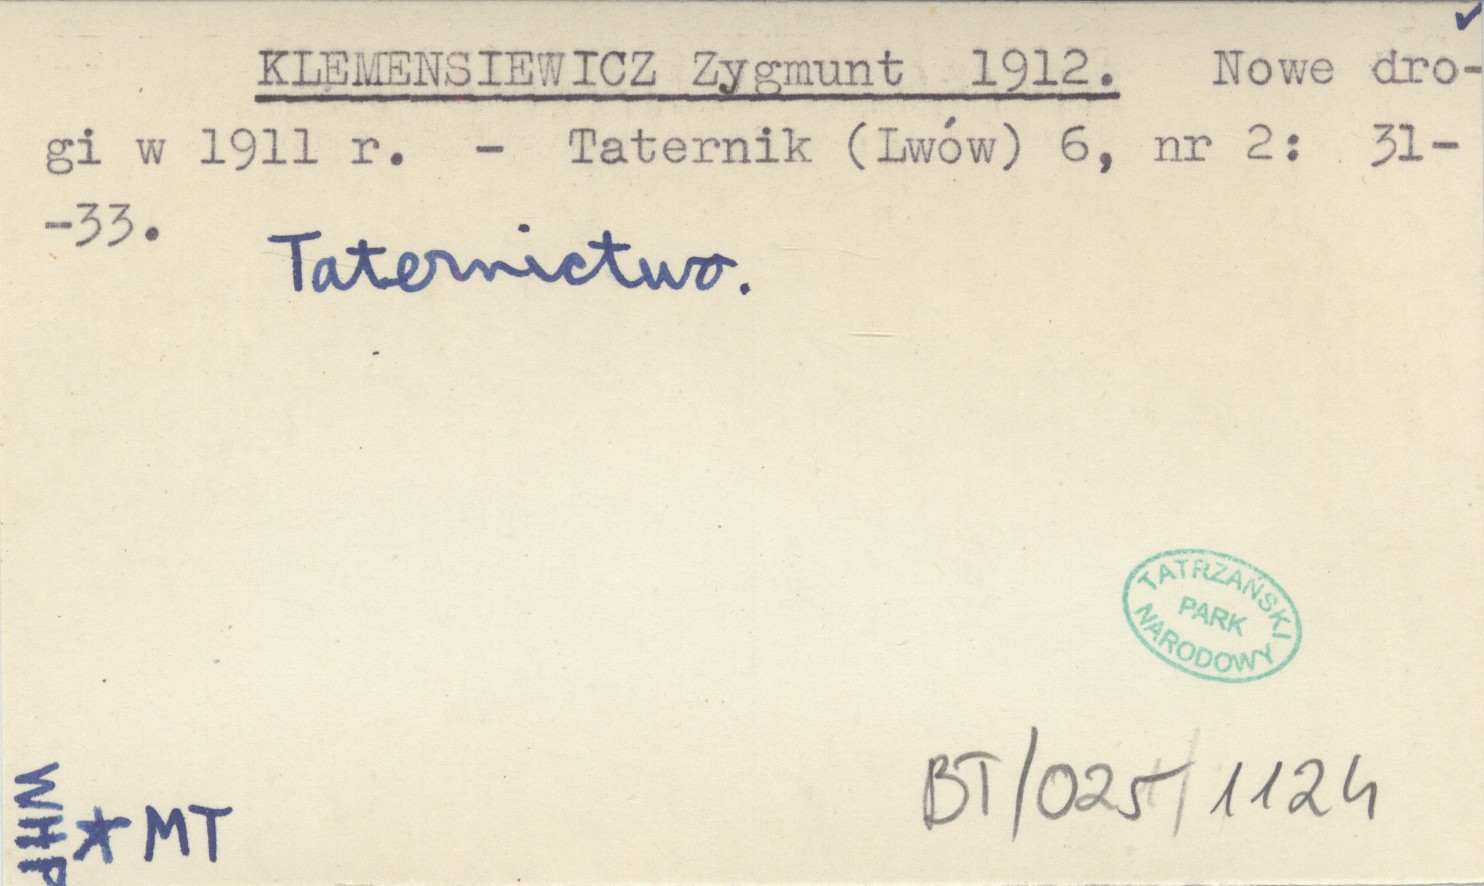 KLEMENSIEWICZ Zygmunt 1912. Nowe dro-
gi w 1911 r. - Taternik (Lwów) 6, nr 2: 31-
-33.
Taternictwo.
TATRZAŃSKI
PARK
NARODOWY
BT/025/1124
WHP
* MT